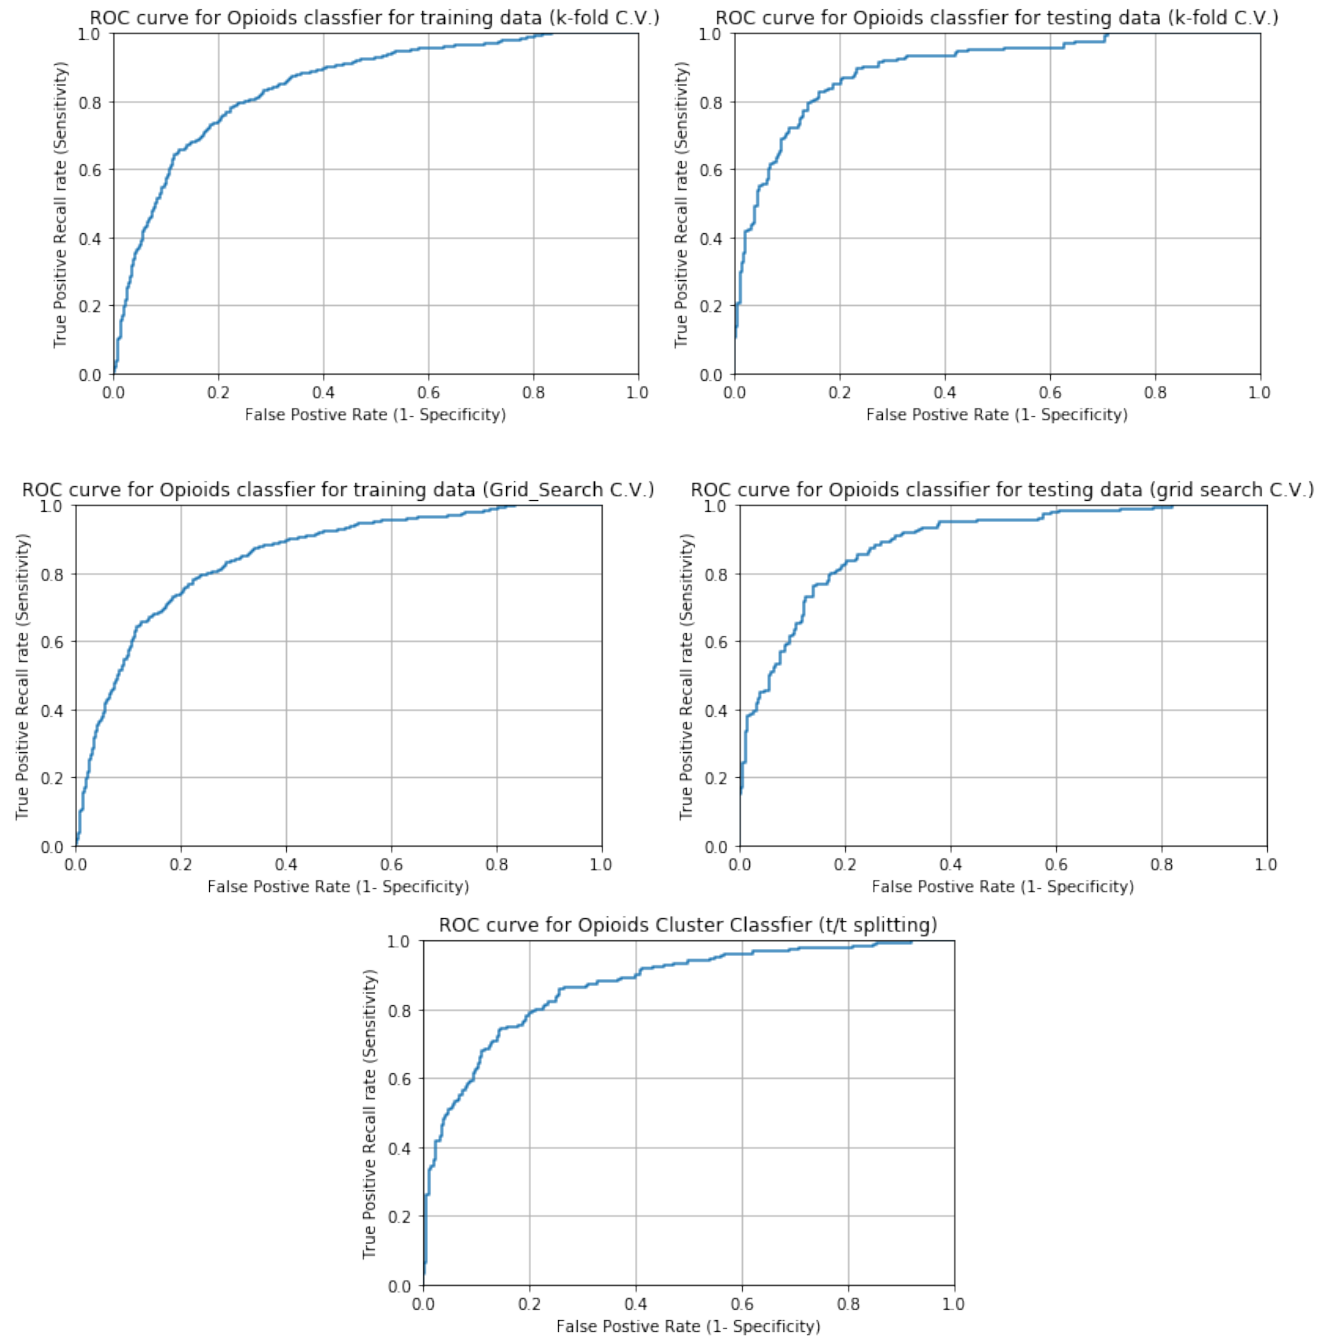 ROC curve for Opioids classfier for training data (k-fold C.V.)
True Positive Recall rate (Sensitivity)
1.0
0.8
0.6
0.4
0.2
0.0
0.0 0.2 0.4 0.6 0.8 1.0
False Postive Rate (1- Specificity)
ROC curve for Opioids classfier for testing data (k-fold C.V.)
True Positive Recall rate (Sensitivity)
1.0
0.8
0.6
0.4
0.2
0.0
0.0 0.2 0.4 0.6 0.8 1.0
False Postive Rate (1- Specificity)
ROC curve for Opioids classfier for training data (Grid_Search C.V.)
True Positive Recall rate (Sensitivity)
1.0
0.8
0.6
0.4
0.2
0.0
0.0 0.2 0.4 0.6 0.8 1.0
False Postive Rate (1- Specificity)
ROC curve for Opioids classifier for testing data (grid search C.V.)
True Positive Recall rate (Sensitivity)
1.0
0.8
0.6
0.4
0.2
0.0
0.0 0.2 0.4 0.6 0.8 1.0
False Postive Rate (1- Specificity)
ROC curve for Opioids Cluster Classfier (t/t splitting)
True Positive Recall rate (Sensitivity)
1.0
0.8
0.6
0.4
0.2
0.0
0.0 0.2 0.4 0.6 0.8 1.0
False Postive Rate (1- Specificity)